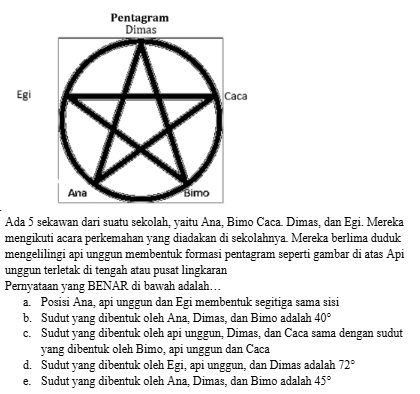 Pentagram
Dimas
Egi
Caca
Ana
Bimo
Ada 5 sekawan dari suatu sekolah, yaitu Ana, Bimo Caca. Dimas, dan Egi. Mereka
mengikuti acara perkemahan yang diadakan di sekolahnya. Mereka berlima duduk
mengelilingi api unggun membentuk formasi pentagram seperti gambar di atas Api
unggun terletak di tengah atau pusat lingkaran
Pernyataan yang BENAR di bawah adalah…
a. Posisi Ana, api unggun dan Egi membentuk segitiga sama sisi
b. Sudut yang dibentuk oleh Ana, Dimas, dan Bimo adalah 40°
c. Sudut yang dibentuk oleh api unggun, Dimas, dan Caca sama dengan sudut
yang dibentuk oleh Bimo, api unggun dan Caca
d. Sudut yang dibentuk oleh Egi, api unggun, dan Dimas adalah 72°
e. Sudut yang dibentuk oleh Ana, Dimas, dan Bimo adalah 45°